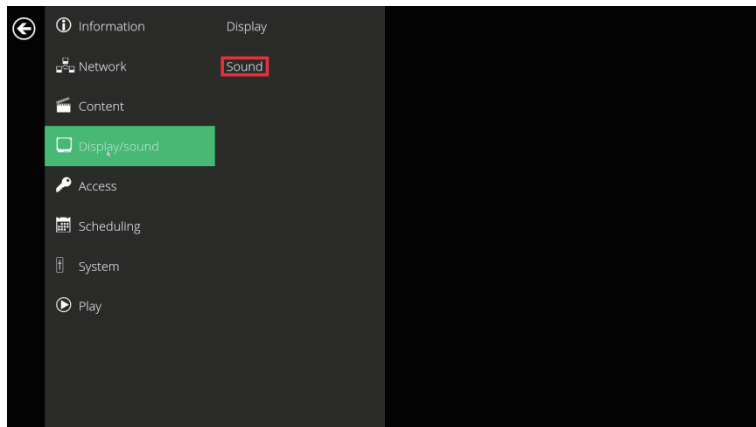 Information
Network
Content
Display/sound
Access
Scheduling
System
Play
Display
Sound